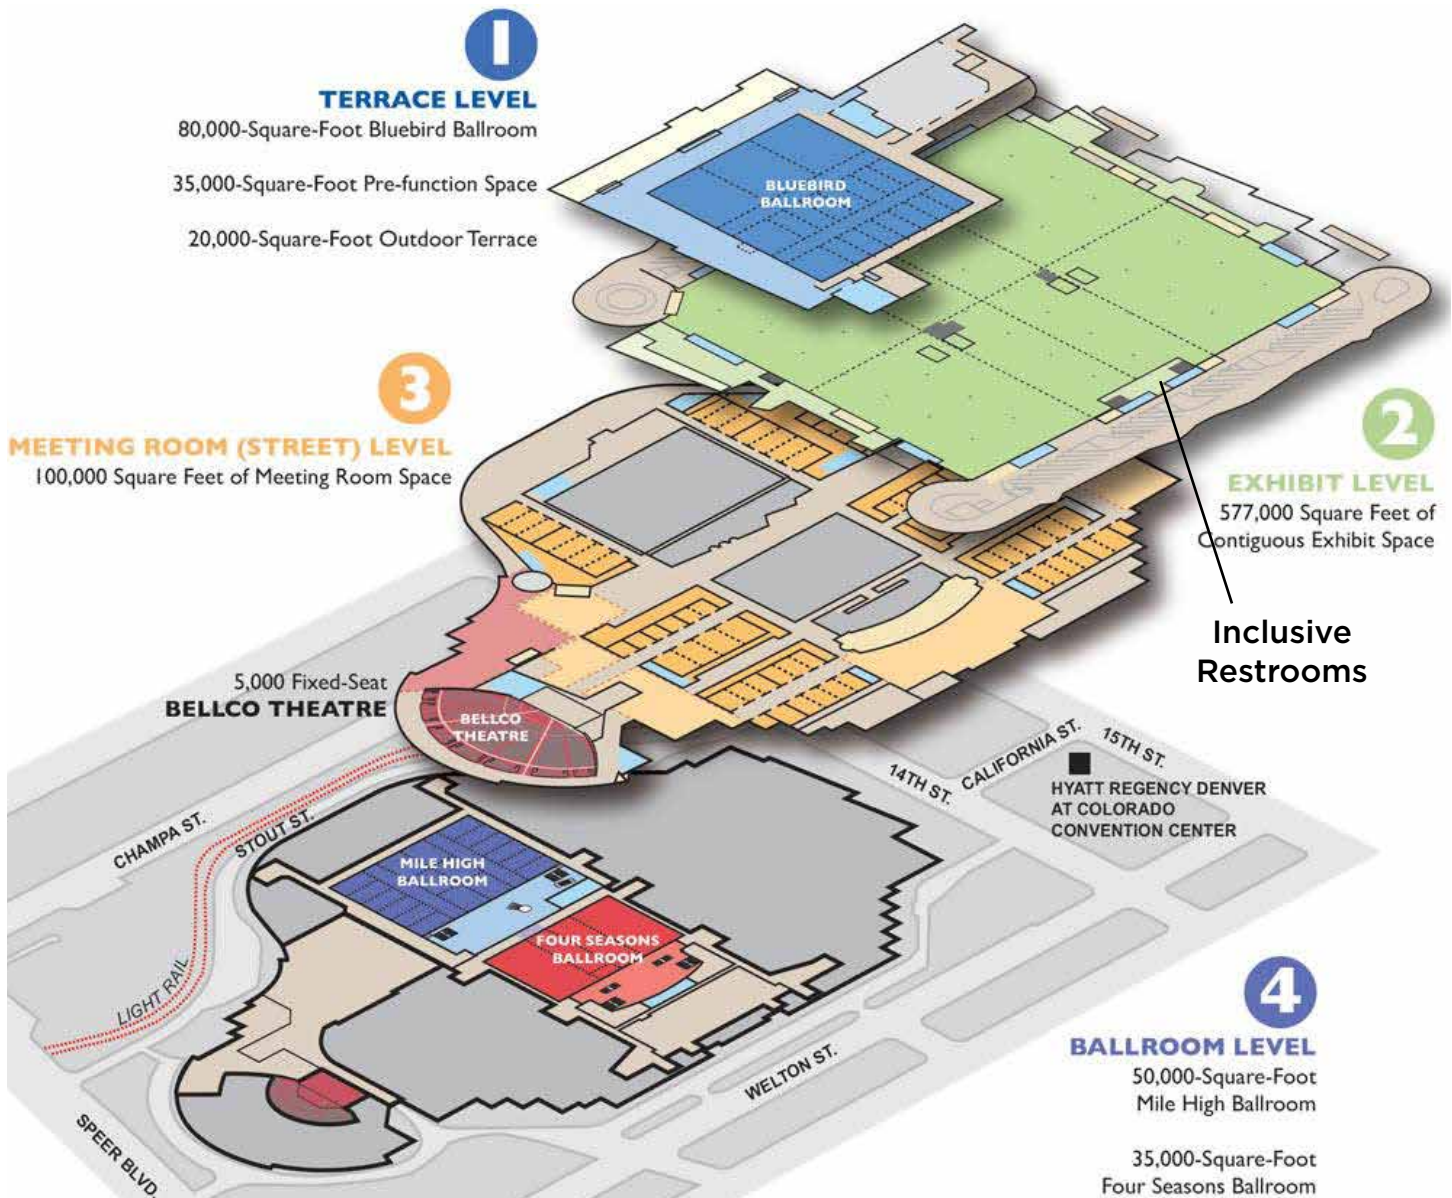 1
TERRACE LEVEL
80,000-Square-Foot Bluebird Ballroom
35,000-Square-Foot Pre-function Space
20,000-Square-Foot Outdoor Terrace
BLUEBIRD
BALLROOM
3
MEETING ROOM (STREET) LEVEL
100,000 Square Feet of Meeting Room Space
2
EXHIBIT LEVEL
577,000 Square Feet of
Contiguous Exhibit Space
Inclusive
Restrooms
5,000 Fixed-Seat
BELLCO THEATRE
BELLCO
THEATRE
14TH ST.
CALIFORNIA ST.
15TH ST.
HYATT REGENCY DENVER
AT COLORADO
CONVENTION CENTER
CHAMPA ST.
STOUT ST.
MILE HIGH
BALLROOM
FOUR SEASONS
BALLROOM
LIGHT RAIL
WELTON ST.
SPEER BLVD.
4
BALLROOM LEVEL
50,000-Square-Foot
Mile High Ballroom
35,000-Square-Foot
Four Seasons Ballroom